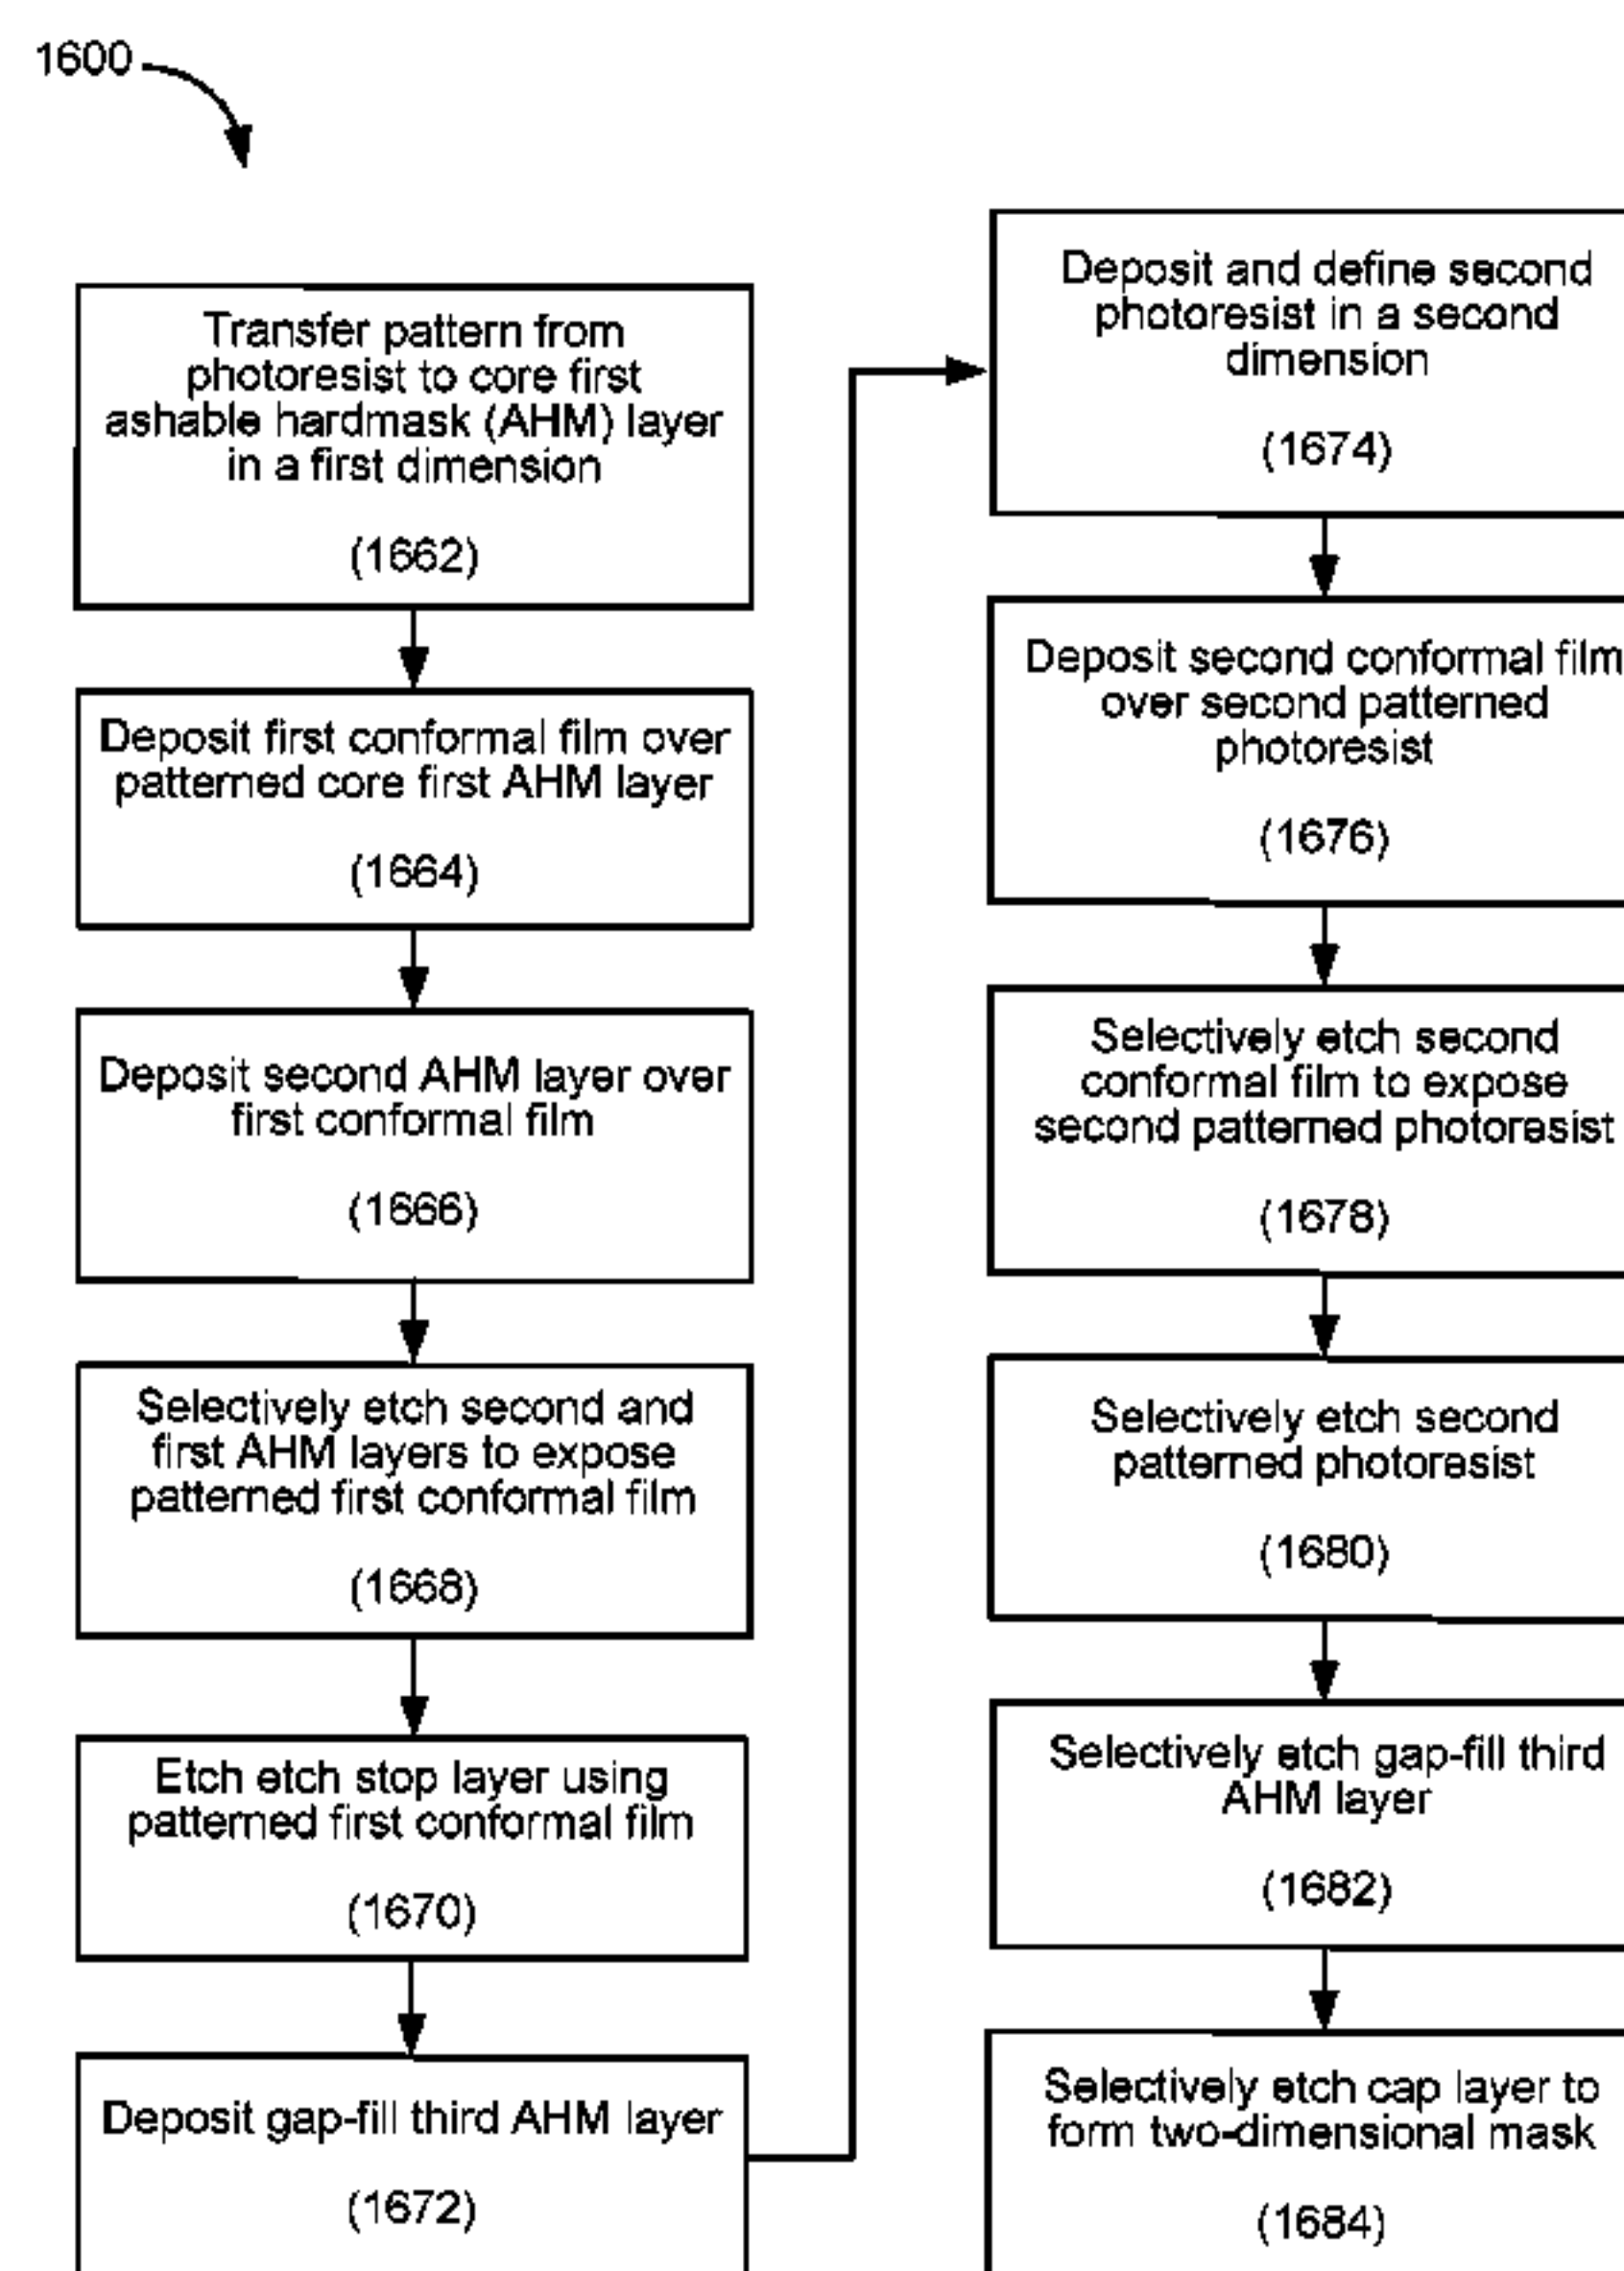 1600
Transfer pattern from
photoresist to core first
ashable hardmask (AHM) layer
in a first dimension
(1662)
Deposit first conformal film over
patterned core first AHM layer
(1664)
Deposit second AHM layer over
first conformal film
(1666)
Selectively etch second and
first AHM layers to expose
patterned first conformal film
(1668)
Etch etch stop layer using
patterned first conformal film
(1670)
Deposit gap-fill third AHM layer
(1672)
Deposit and define second
photoresist in a second
dimension
(1674)
Deposit second conformal film
over second patterned
photoresist
(1676)
Selectively etch second
conformal film to expose
second patterned photoresist
(1678)
Selectively etch second
patterned photoresist
(1680)
Selectively etch gap-fill third
AHM layer
(1682)
Selectively etch cap layer to
form two-dimensional mask
(1684)